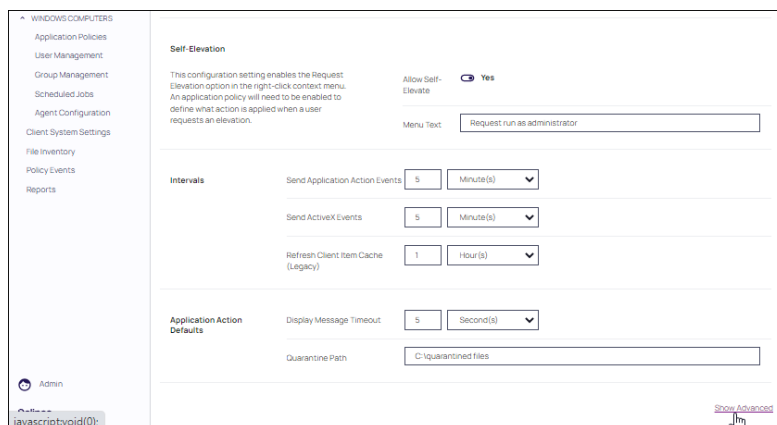 WINDOWS COMPUTERS
Application Policies
User Management
Group Management
Scheduled Jobs
Agent Configuration
Client System Settings
File Inventory
Policy Events
Reports
Admin
javascript:void(0);
Self-Elevation
This configuration setting enables the Request
Elevation option in the right-click context menu.
An application policy will need to be enabled to
define what action is applied when a user
requests an elevation.
Allow Self-
Elevate
Yes
Menu Text
Request run as administrator
Intervals
Send Application Action Events
5
Minute(s)
Send ActiveX Events
5
Minute(s)
Refresh Client Item Cache
(Legacy)
1
Hour(s)
Application Action
Defaults
Display Message Timeout
5
Second(s)
Quarantine Path
C:\quarantined files
Show Advanced